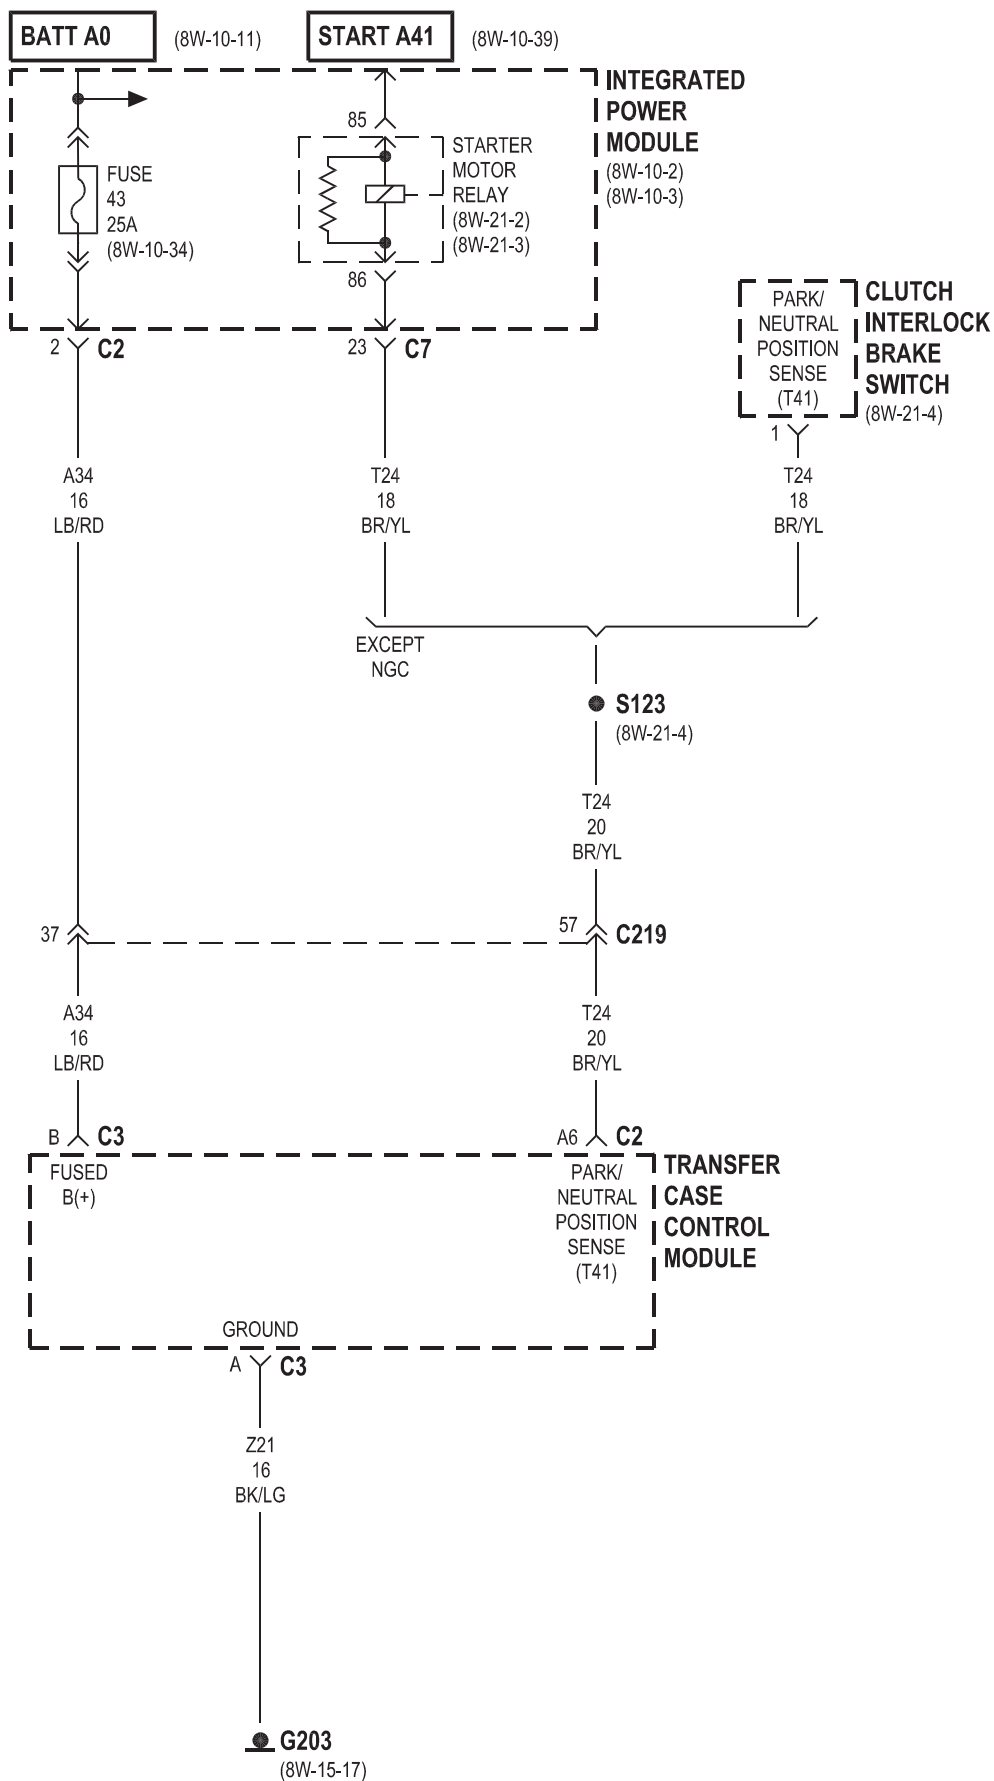 BATT A0
(8W-10-11)
START A41
(8W-10-39)
INTEGRATED
POWER
MODULE
(8W-10-2)
(8W-10-3)
85
STARTER
MOTOR
RELAY
(8W-21-2)
(8W-21-3)
FUSE
43
25A
(8W-10-34)
86
2
C2
23
C7
PARK/
NEUTRAL
POSITION
SENSE
(T41)
CLUTCH
INTERLOCK
BRAKE
SWITCH
(8W-21-4)
1
A34
16
LB/RD
T24
18
BR/YL
T24
18
BR/YL
EXCEPT
NGC
S123
(8W-21-4)
T24
20
BR/YL
37
57
C219
A34
16
LB/RD
T24
20
BR/YL
B
C3
A6
C2
FUSED
B(+)
PARK/
NEUTRAL
POSITION
SENSE
(T41)
TRANSFER
CASE
CONTROL
MODULE
GROUND
A
C3
Z21
16
BK/LG
G203
(8W-15-17)